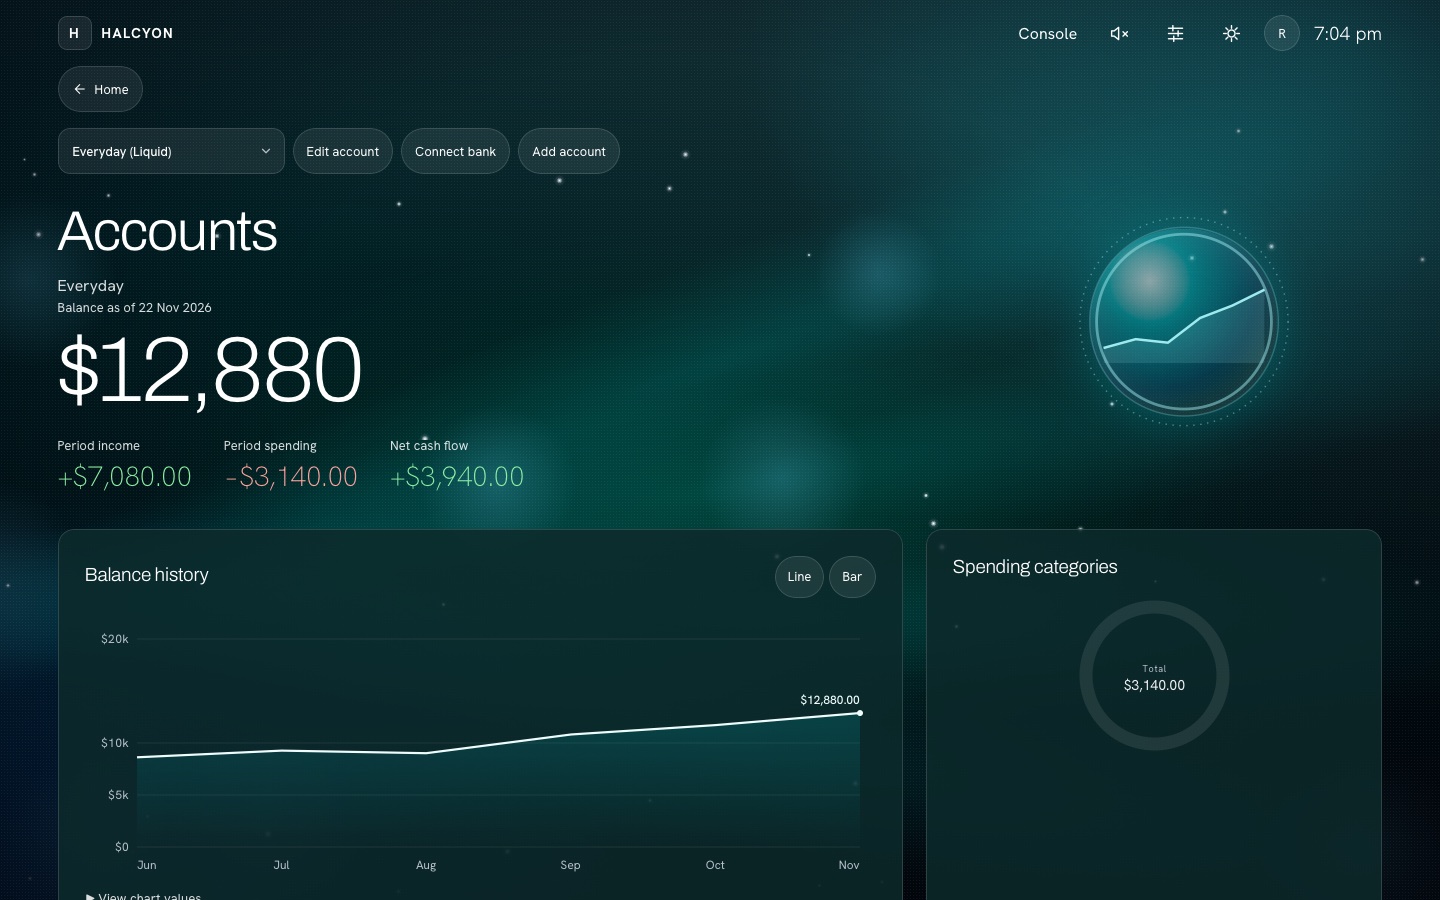 H HALCYON
Console
R 7:04 pm
Home
Everyday (Liquid)
Edit account
Connect bank
Add account
Accounts
Everyday
Balance as of 22 Nov 2026
$12,880
Period income
+$7,080.00
Period spending
-$3,140.00
Net cash flow
+$3,940.00
Balance history
Line
Bar
$20k
$12,880.00
$10k
$5k
$0
Jun
Jul
Aug
Sep
Oct
Nov
View chart values
Spending categories
Total
$3,140.00